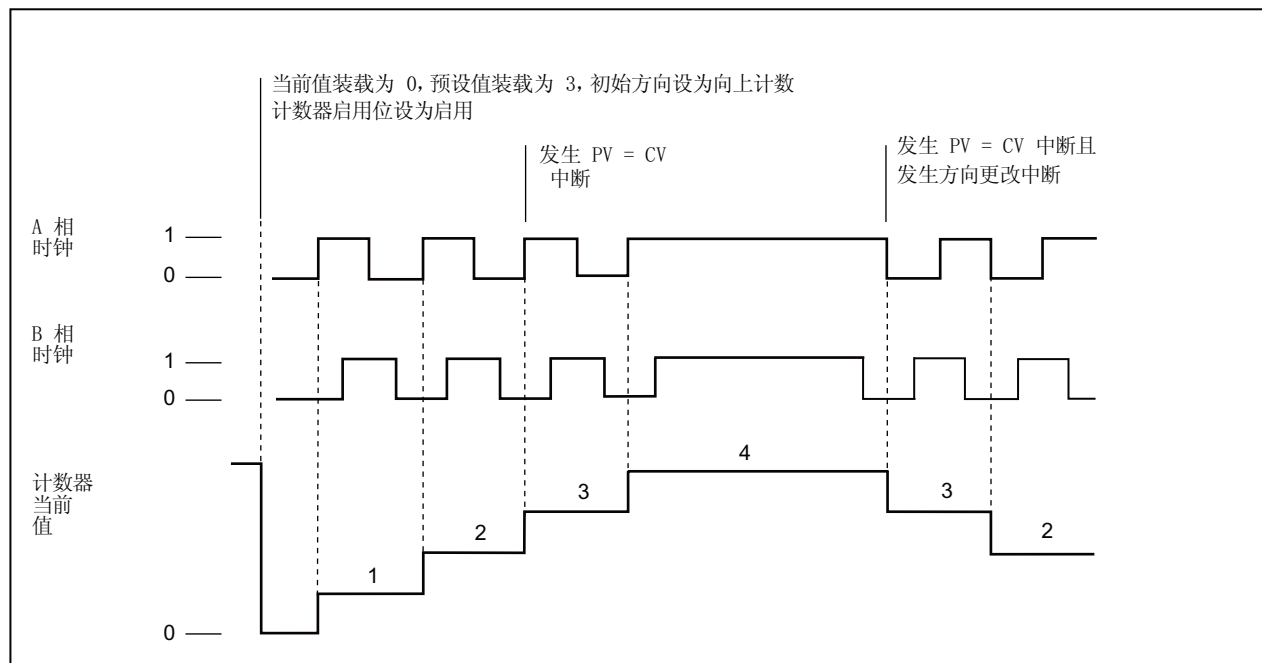 当前值装载为 0, 预设值装载为 3, 初始方向设为向上计数
计数器启用位设为启用
发生 PV = CV
中断
发生 PV = CV 中断且
发生方向更改中断
A 相
时钟
1
0
B 相
时钟
1
0
计数器
当前
值
4
3
3
2
2
1
0